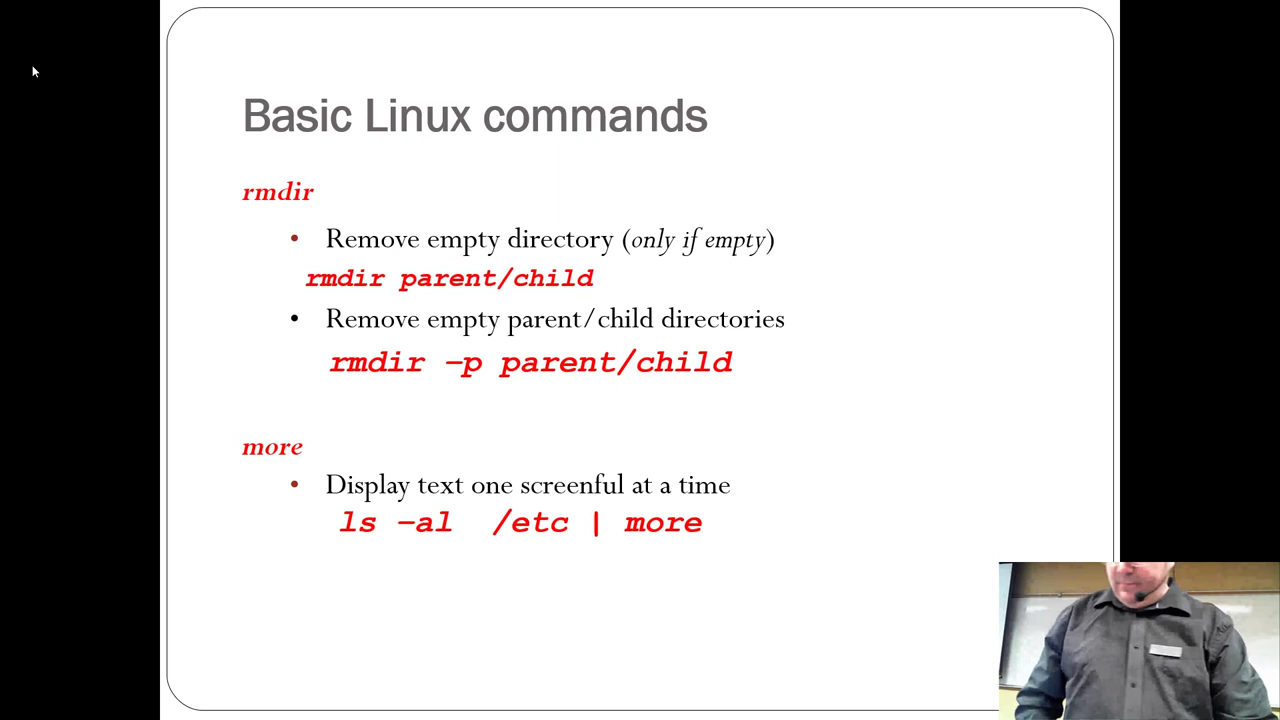 Basic Linux commands
rmdir
• Remove empty directory (only if empty)
rmdir parent/child
• Remove empty parent/child directories
rmdir –p parent/child
more
• Display text one screenful at a time
ls –al /etc | more